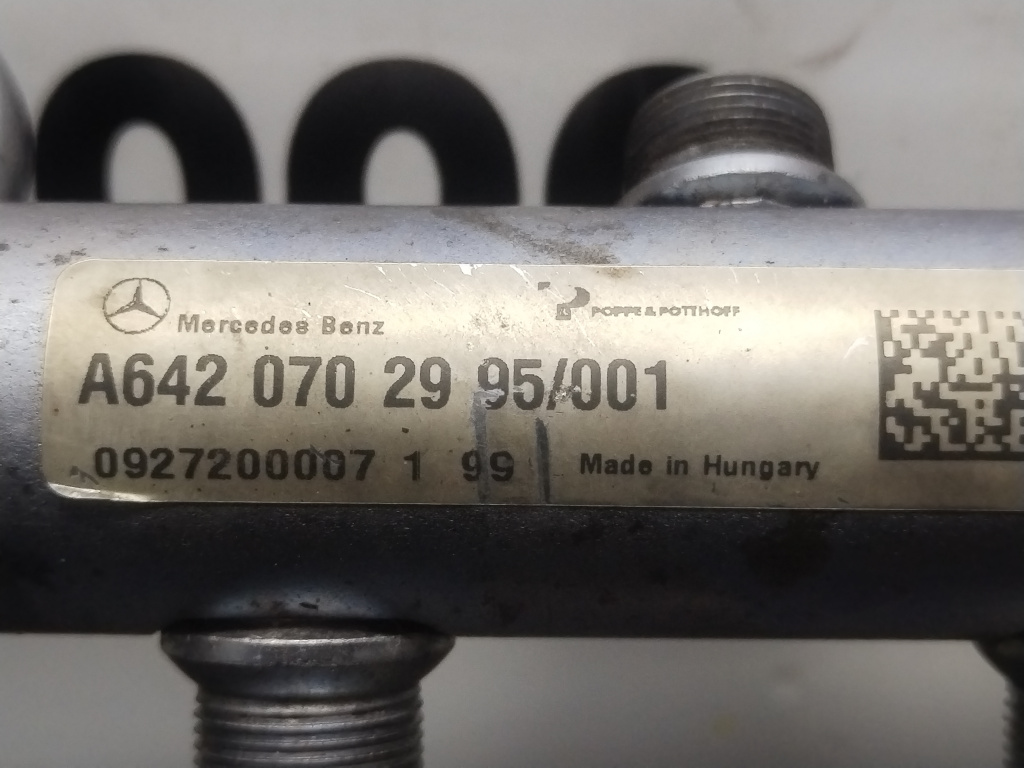 Mercedes Benz
POPPE & POTTHOFF
A642 070 29 95/001
0927200007 1 99
Made in Hungary